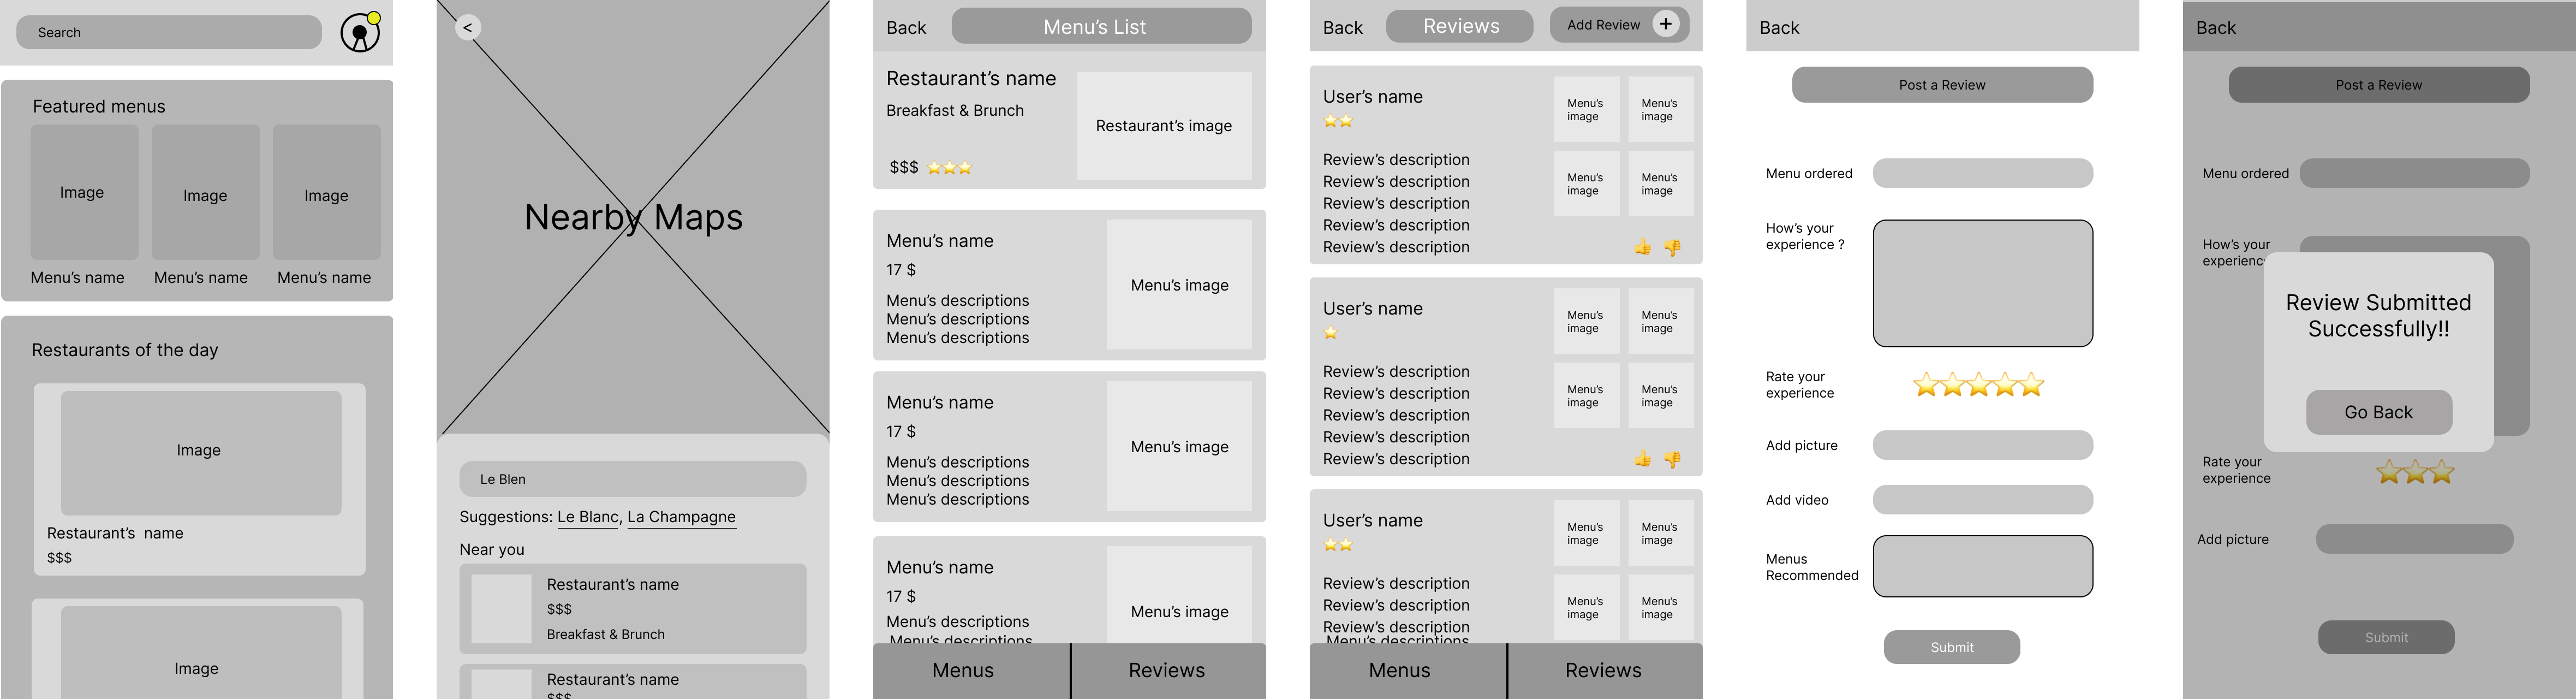 Search
Featured menus
Image
Image
Image
Menu's name
Menu's name
Menu's name
Restaurants of the day
Image
Restaurant's name
$$$
Image
<
Nearby Maps
Le Blen
Suggestions: Le Blanc, La Champagne
Near you
Restaurant's name
$$$
Breakfast & Brunch
Restaurant's name
$$$
Back
Menu's List
Restaurant's name
Breakfast & Brunch
$$$ ⭐⭐⭐
Restaurant's image
Menu's name
17 $
Menu's descriptions
Menu's descriptions
Menu's descriptions
Menu's image
Menu's name
17 $
Menu's descriptions
Menu's descriptions
Menu's descriptions
Menu's image
Menu's name
17 $
Menu's descriptions
Menu's descriptions
Menu's image
Menus
Reviews
Back
Reviews
Add Review +
User's name
⭐⭐
Review's description
Review's description
Review's description
Review's description
Review's description
Menu's
image
Menu's
image
Menu's
image
Menu's
image
👍 👎
User's name
⭐
Review's description
Review's description
Review's description
Review's description
Review's description
Menu's
image
Menu's
image
Menu's
image
Menu's
image
👍 👎
User's name
⭐⭐
Review's description
Review's description
Review's description
Menu's descriptions
Menu's
image
Menu's
image
Menu's
image
Menu's
image
Menus
Reviews
Back
Post a Review
Menu ordered
How's your
experience ?
Rate your
experience
⭐⭐⭐⭐⭐
Add picture
Add video
Menus
Recommended
Submit
Back
Post a Review
Menu ordered
How's your
experienc
Review Submitted
Successfully!!
Go Back
Rate your
experience
⭐⭐⭐
Add picture
Submit